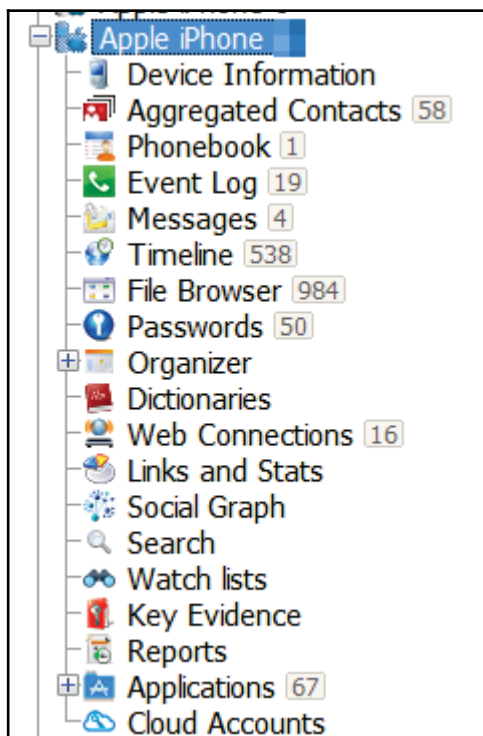 Apple iPhone
Device Information
Aggregated Contacts 58
Phonebook 1
Event Log 19
Messages 4
Timeline 538
File Browser 984
Passwords 50
Organizer
Dictionaries
Web Connections 16
Links and Stats
Social Graph
Search
Watch lists
Key Evidence
Reports
Applications 67
Cloud Accounts